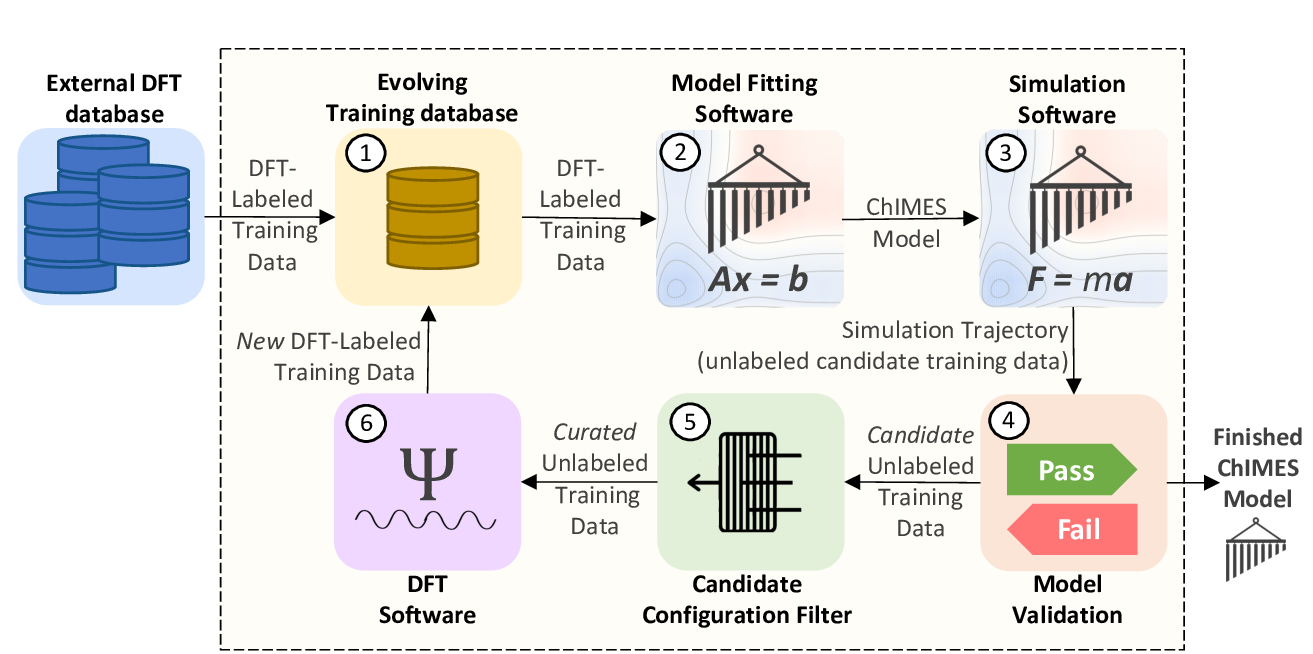 External DFT
database
Evolving
Training database
Model Fitting
Software
Simulation
Software
DFT-
Labeled
Training
Data
1
DFT-
Labeled
Training
Data
2
Ax = b
ChIMES
Model
3
F = ma
New DFT-Labeled
Training Data
Simulation Trajectory
(unlabeled candidate training data)
6
Ψ
DFT
Software
Curated
Unlabeled
Training
Data
5
Candidate
Configuration Filter
Candidate
Unlabeled
Training
Data
4
Pass
Fail
Model
Validation
Finished
ChIMES
Model